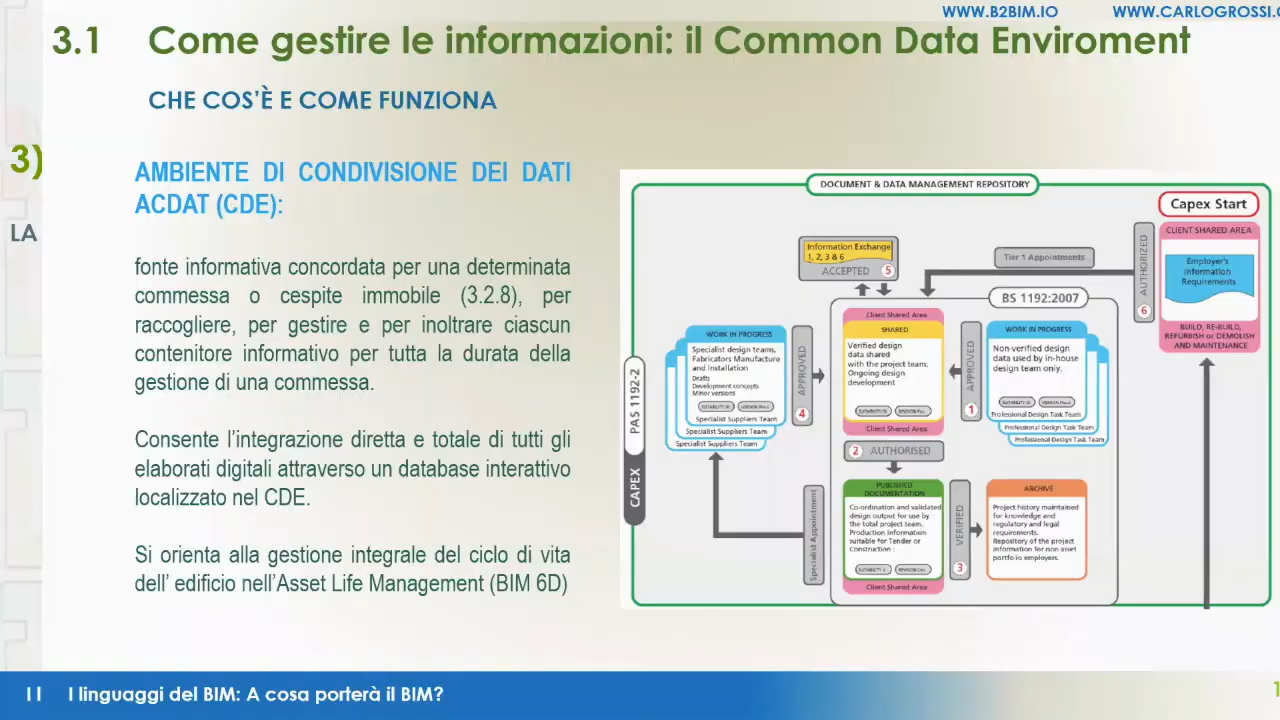 WWW.B2BIM.IO WWW.CARLOGROSSI.
3.1 Come gestire le informazioni: il Common Data Enviroment
CHE COS'È E COME FUNZIONA
3)
LA
AMBIENTE DI CONDIVISIONE DEI DATI
ACDAT (CDE):
fonte informativa concordata per una determinata
commessa o cespite immobile (3.2.8), per
raccogliere, per gestire e per inoltrare ciascun
contenitore informativo per tutta la durata della
gestione di una commessa.
Consente l'integrazione diretta e totale di tutti gli
elaborati digitali attraverso un database interattivo
localizzato nel CDE.
Si orienta alla gestione integrale del ciclo di vita
dell' edificio nell'Asset Life Management (BIM 6D)
DOCUMENT & DATA MANAGEMENT REPOSITORY
Capex Start
CLIENT SHARED AREA
Employer's
Information
Requirements
BUILD, RE-BUILD,
REFURBISH or DEMOLISH
AND MAINTENANCE
AUTHORIZED
6
Tier 1 Appointments
Information Exchange
1, 2, 3 & 6
ACCEPTED 5
BS 1192:2007
PAS 1192-2
CAPEX
WORK IN PROGRESS
Specialist design teams,
Fabricators Manufacture
and Installation
Drafts
Development concepts
Minor versions
Specialist Suppliers Team
Specialist Suppliers Team
Specialist Suppliers Team
APPROVED
4
Client Shared Area
SHARED
Verified design
data shared
with the project team;
Ongoing design
development
Client Shared Area
APPROVED
1
WORK IN PROGRESS
Non-verified design
data used by in-house
design team only.
Professional Design Task Team
Professional Design Task Team
Professional Design Task Team
2 AUTHORISED
Specialist Appointment
PUBLISHED
DOCUMENTATION
Co-ordination and validated
design output for use by
the total project team.
Production information
suitable for Tender or
Construction :
Client Shared Area
VERIFIED
3
ARCHIVE
Project history maintained
for knowledge and
regulatory and legal
requirements.
Repository of the project
information for non asset
portfolio employers.
II I linguaggi del BIM: A cosa porterà il BIM?
1